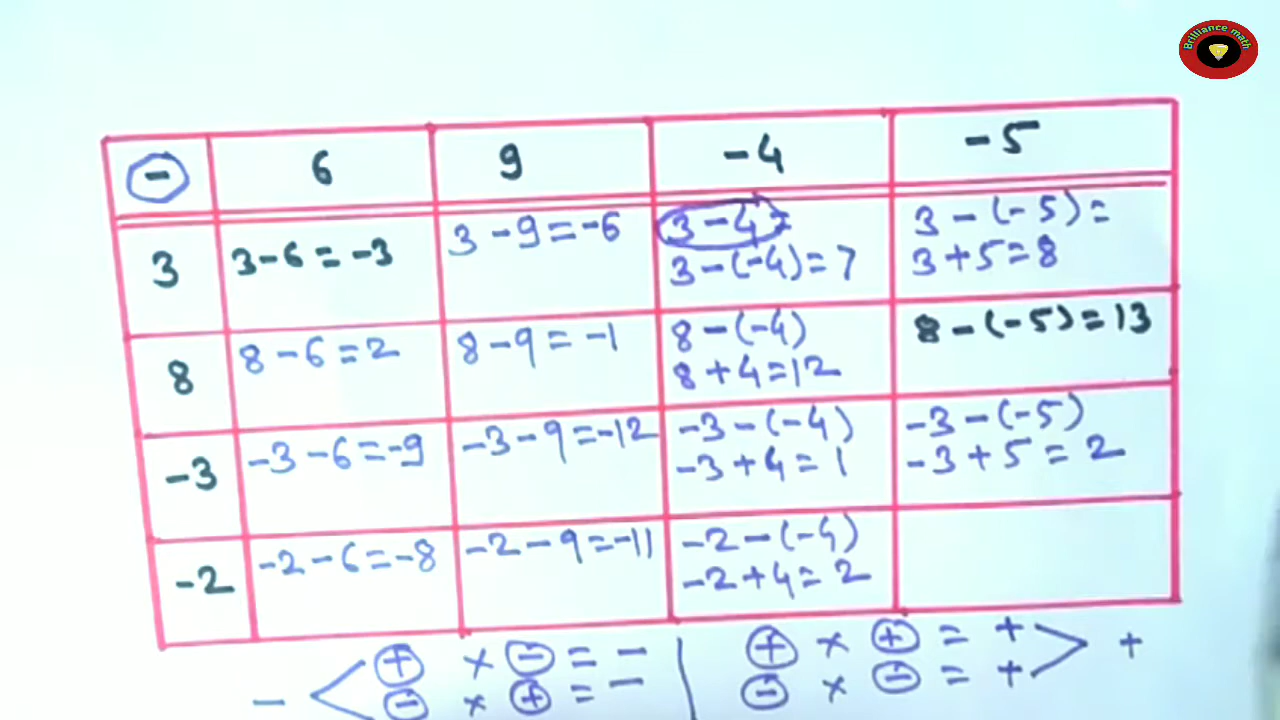 Brilliance math
- 6 9 -4 -5
3 3-6=-3 3-9=-6 3-4= 3-(-5)=
3-(-4)=7 3+5=8
8 8-6=2 8-9=-1 8-(-4) 8-(-5)=13
8+4=12
-3 -3-6=-9 -3-9=-12 -3-(-4) -3-(-5)
-3+4=1 -3+5=2
-2 -2-6=-8 -2-9=-11 -2-(-4)
-2+4=2
+ × - = - + × + = +
- - × + = - - × - = + +